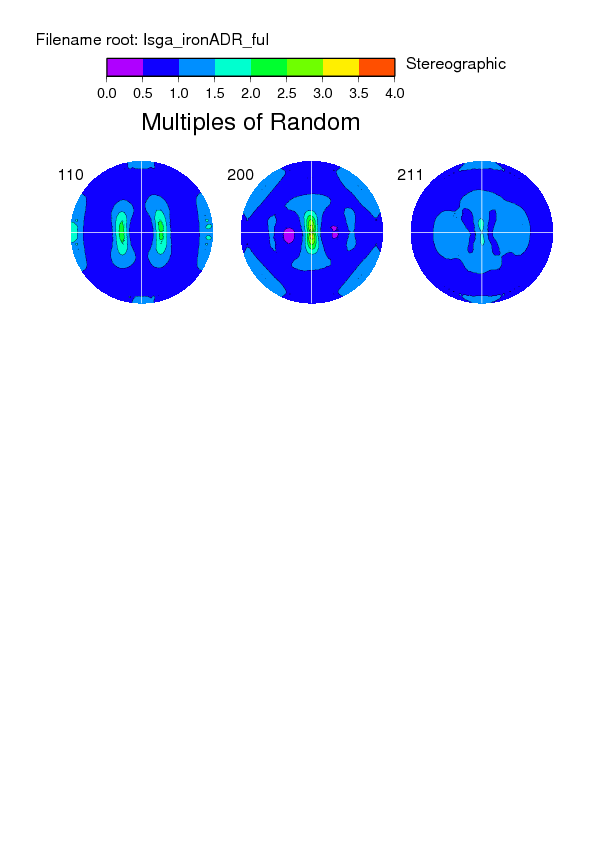 Filename root: Isga_ironADR_ful
Stereographic
0.0 0.5 1.0 1.5 2.0 2.5 3.0 3.5 4.0
Multiples of Random
110 200 211